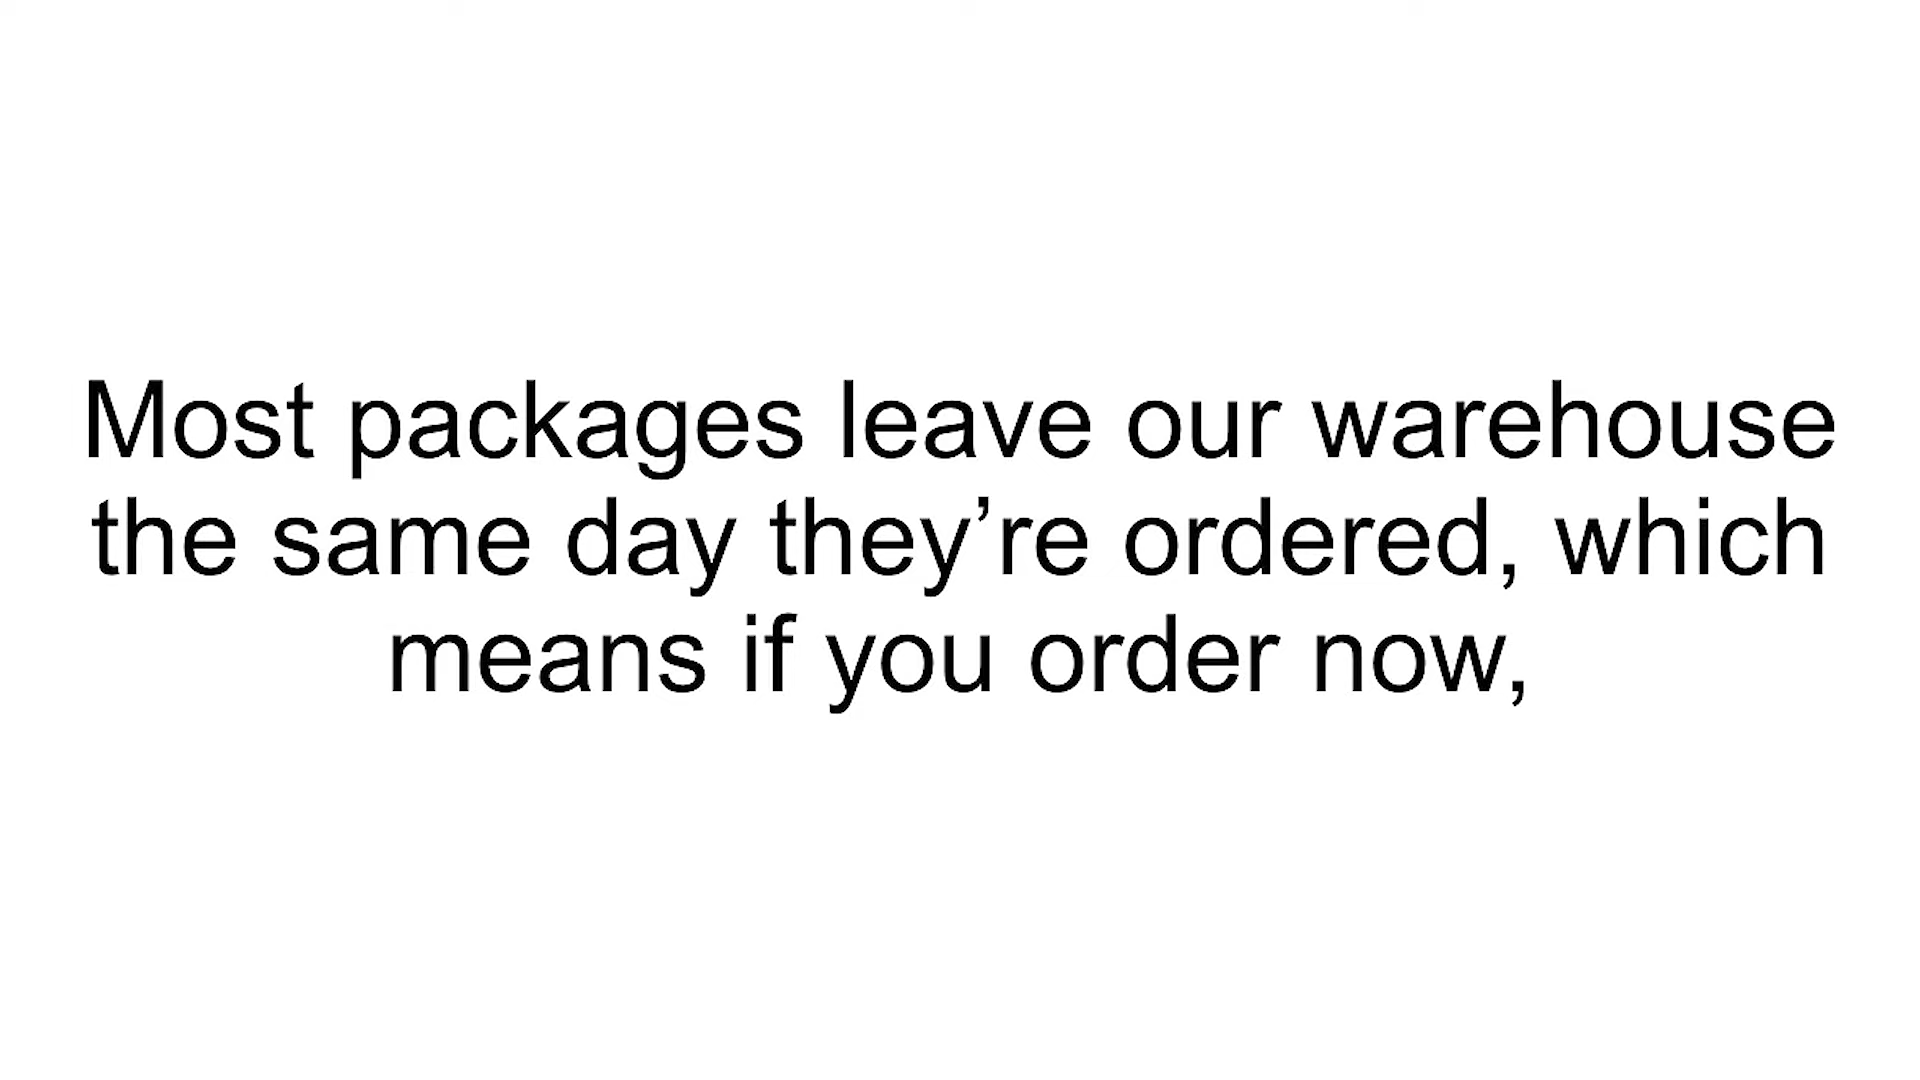 Most packages leave our warehouse
the same day they’re ordered, which
means if you order now,